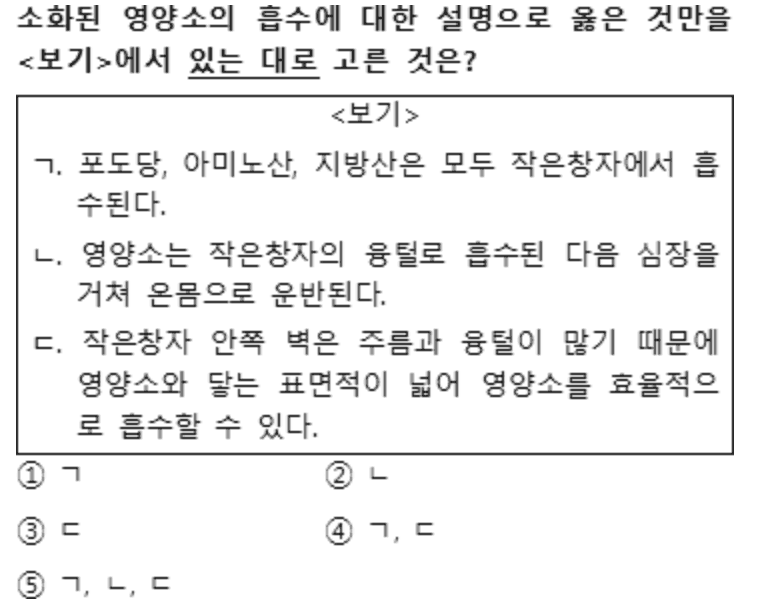 소화된 영양소의 흡수에 대한 설명으로 옳은 것만을
<보기>에서 있는 대로 고른 것은?
<보기>
ㄱ. 포도당, 아미노산, 지방산은 모두 작은창자에서 흡
수된다.
ㄴ. 영양소는 작은창자의 융털로 흡수된 다음 심장을
거쳐 온몸으로 운반된다.
ㄷ. 작은창자 안쪽 벽은 주름과 융털이 많기 때문에
영양소와 닿는 표면적이 넓어 영양소를 효율적으
로 흡수할 수 있다.
① ㄱ ② ㄴ
③ ㄷ ④ ㄱ, ㄷ
⑤ ㄱ, ㄴ, ㄷ